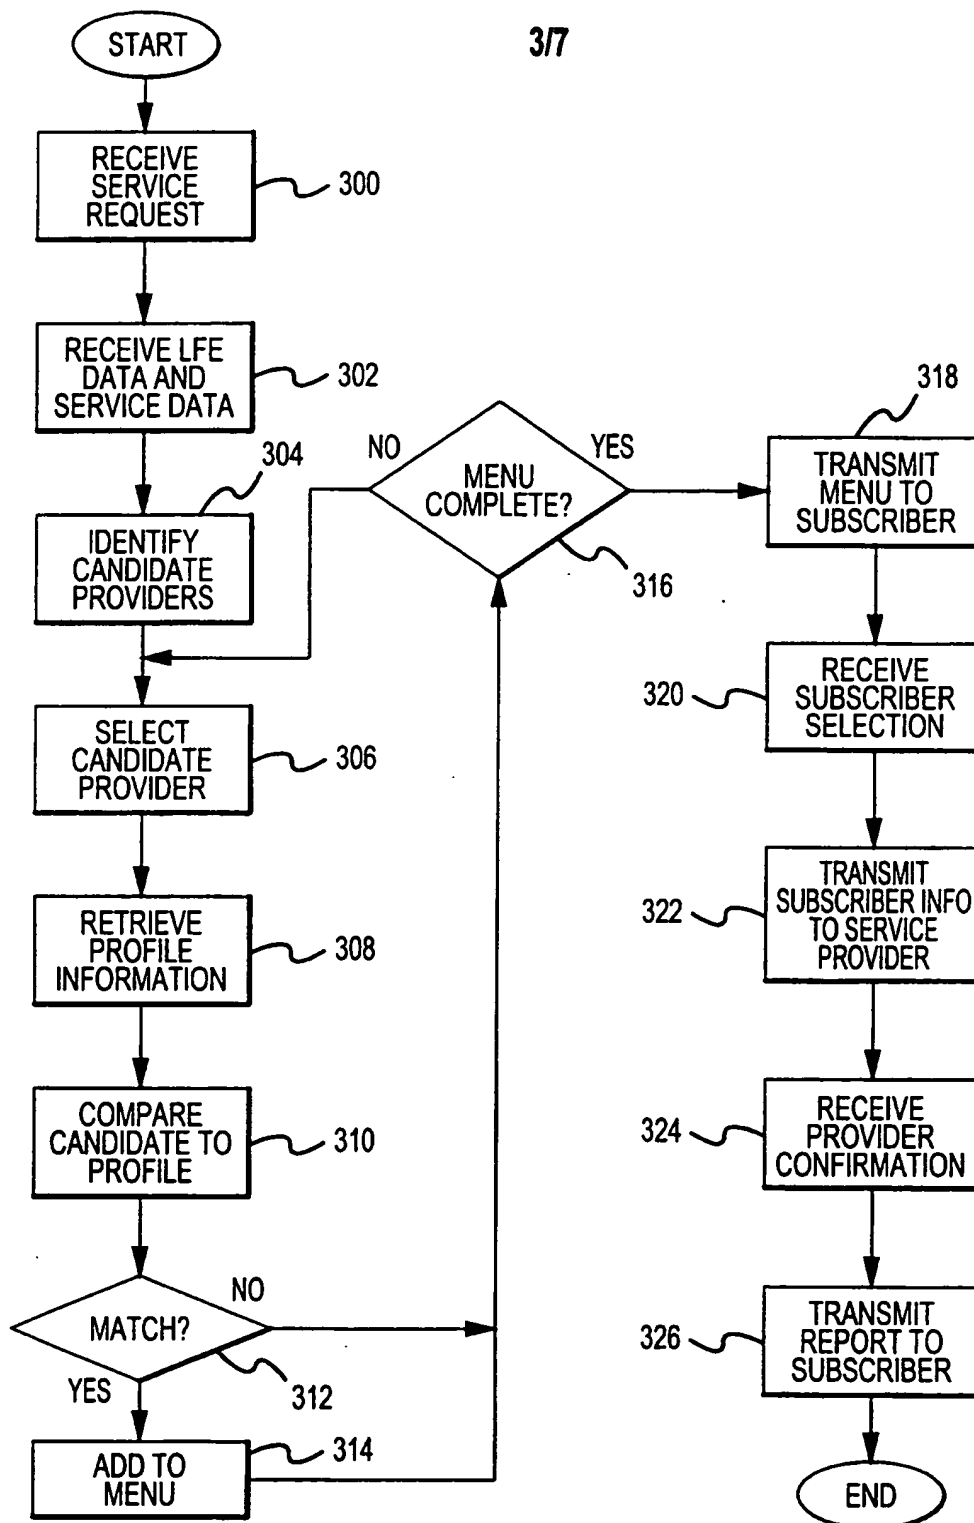 3/7
START
RECEIVE
SERVICE
REQUEST
300
RECEIVE LFE
DATA AND
SERVICE DATA
302
304
IDENTIFY
CANDIDATE
PROVIDERS
SELECT
CANDIDATE
PROVIDER
306
RETRIEVE
PROFILE
INFORMATION
308
COMPARE
CANDIDATE TO
PROFILE
310
MATCH?
NO
YES
312
ADD TO
MENU
314
NO
YES
MENU
COMPLETE?
316
318
TRANSMIT
MENU TO
SUBSCRIBER
320
RECEIVE
SUBSCRIBER
SELECTION
322
TRANSMIT
SUBSCRIBER INFO
TO SERVICE
PROVIDER
324
RECEIVE
PROVIDER
CONFIRMATION
326
TRANSMIT
REPORT TO
SUBSCRIBER
END